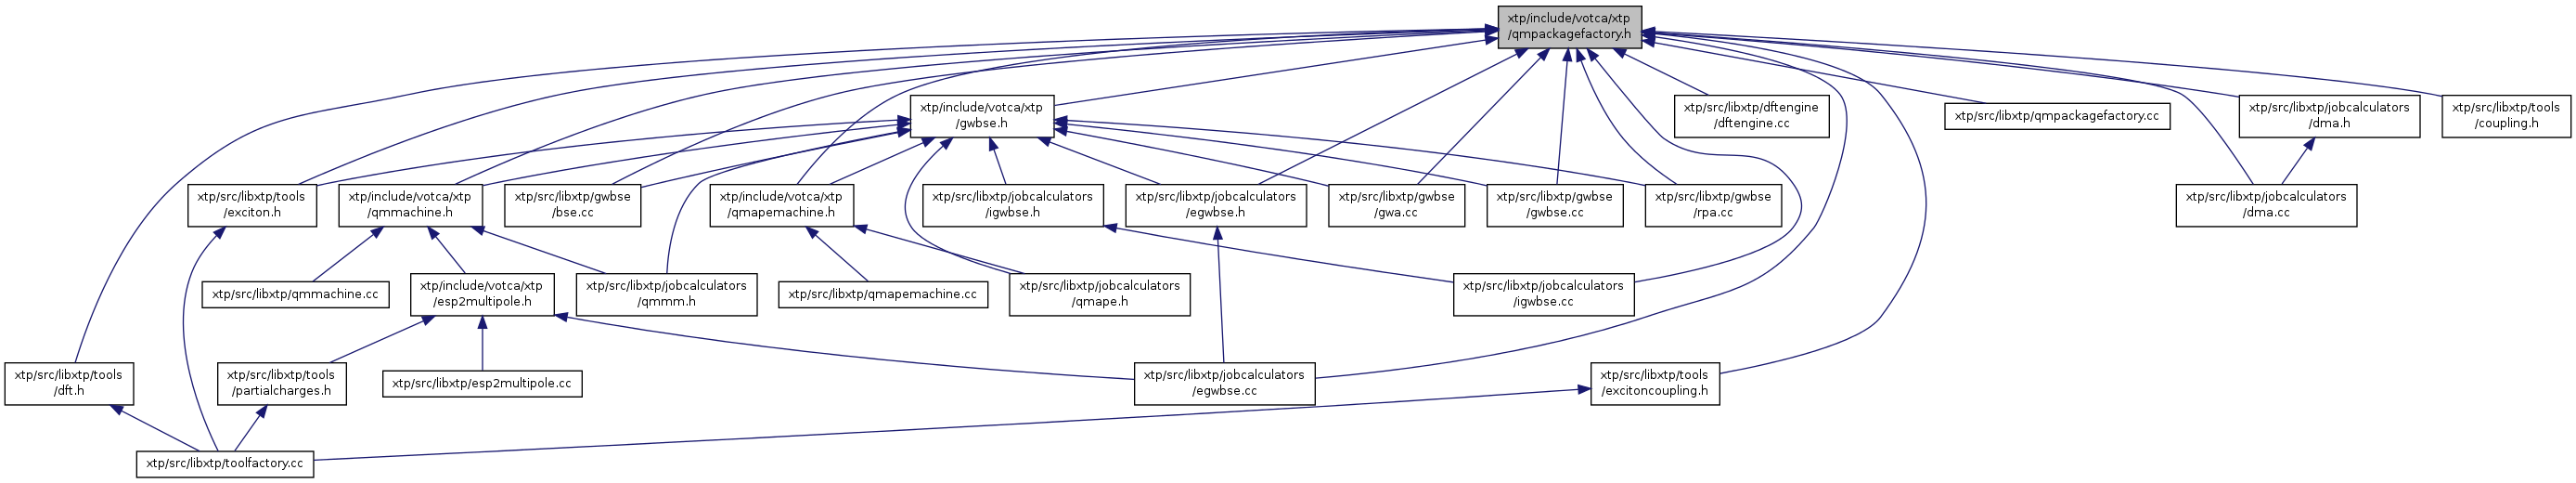 xtp/include/votca/xtp
/qmpackagefactory.h
xtp/include/votca/xtp
/gwbse.h
xtp/src/libxtp/dftengine
/dftengine.cc
xtp/src/libxtp/qmpackagefactory.cc
xtp/src/libxtp/jobcalculators
/dma.h
xtp/src/libxtp/tools
/coupling.h
xtp/src/libxtp/tools
/exciton.h
xtp/include/votca/xtp
/qmmachine.h
xtp/src/libxtp/gwbse
/bse.cc
xtp/include/votca/xtp
/qmapemachine.h
xtp/src/libxtp/jobcalculators
/igwbse.h
xtp/src/libxtp/jobcalculators
/egwbse.h
xtp/src/libxtp/gwbse
/gwa.cc
xtp/src/libxtp/gwbse
/gwbse.cc
xtp/src/libxtp/gwbse
/rpa.cc
xtp/src/libxtp/jobcalculators
/dma.cc
xtp/src/libxtp/qmmachine.cc
xtp/include/votca/xtp
/esp2multipole.h
xtp/src/libxtp/jobcalculators
/qmmm.h
xtp/src/libxtp/qmapemachine.cc
xtp/src/libxtp/jobcalculators
/qmape.h
xtp/src/libxtp/jobcalculators
/igwbse.cc
xtp/src/libxtp/tools
/dft.h
xtp/src/libxtp/tools
/partialcharges.h
xtp/src/libxtp/esp2multipole.cc
xtp/src/libxtp/jobcalculators
/egwbse.cc
xtp/src/libxtp/tools
/excitoncoupling.h
xtp/src/libxtp/toolfactory.cc